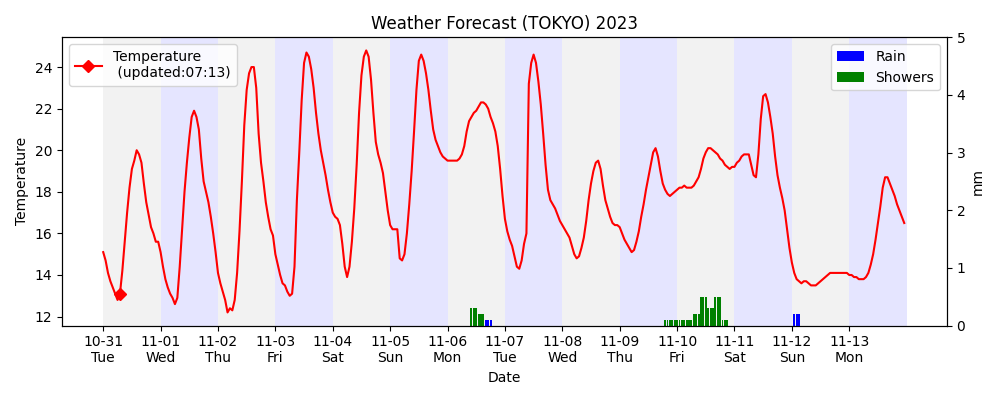 Weather Forecast (TOKYO) 2023
Temperature
(updated:07:13)
Rain
Showers
24
22
20
18
16
14
12
Temperature
5
4
3
2
1
0
mm
10-31 11-01 11-02 11-03 11-04 11-05 11-06 11-07 11-08 11-09 11-10 11-11 11-12 11-13
Tue Wed Thu Fri Sat Sun Mon Tue Wed Thu Fri Sat Sun Mon
Date